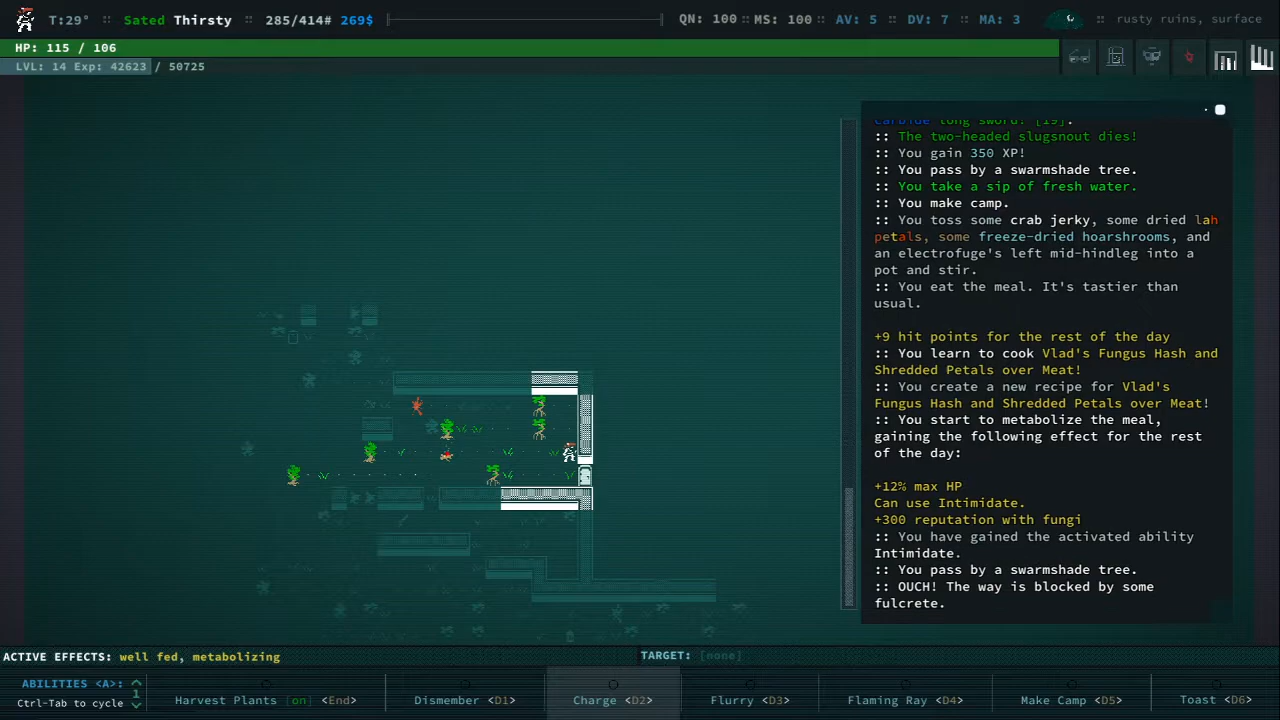 T:29° :: Sated Thirsty :: 285/414# 269$ QN: 100 :: MS: 100 :: AV: 5 :: DV: 7 :: MA: 3 :: rusty ruins, surface
HP: 115 / 106
LVL: 14 Exp: 42623 / 50725
Carbide long sword! [19].
:: The two-headed slugsnout dies!
:: You gain 350 XP!
:: You pass by a swarmshade tree.
:: You take a sip of fresh water.
:: You make camp.
:: You toss some crab jerky, some dried lah
petals, some freeze-dried hoarshrooms, and
an electrofuge's left mid-hindleg into a
pot and stir.
:: You eat the meal. It's tastier than
usual.
+9 hit points for the rest of the day
:: You learn to cook Vlad's Fungus Hash and
Shredded Petals over Meat!
:: You create a new recipe for Vlad's
Fungus Hash and Shredded Petals over Meat!
:: You start to metabolize the meal,
gaining the following effect for the rest
of the day:
+12% max HP
Can use Intimidate.
+300 reputation with fungi
:: You have gained the activated ability
Intimidate.
:: You pass by a swarmshade tree.
:: OUCH! The way is blocked by some
fulcrete.
ACTIVE EFFECTS: well fed, metabolizing TARGET: [none]
ABILITIES <A>: 1
Ctrl-Tab to cycle
Harvest Plants [on] <End> Dismember <D1> Charge <D2> Flurry <D3> Flaming Ray <D4> Make Camp <D5> Toast <D6>